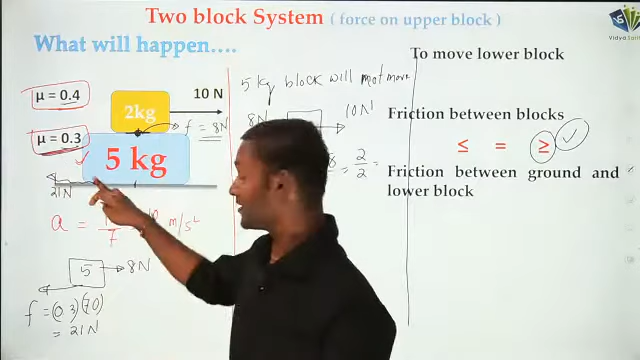 Two block System ( force on upper block )
What will happen....
To move lower block
μ = 0.4
2kg
10 N
f = 8N
μ = 0.3
5 kg
21N
5 kg block will not move
8N
10N
8 = 2/2 =
Friction between blocks
≤ = ≥
Friction between ground and
lower block
a =
7
m/s²
5
8N
f = (0.3)(70)
= 21N